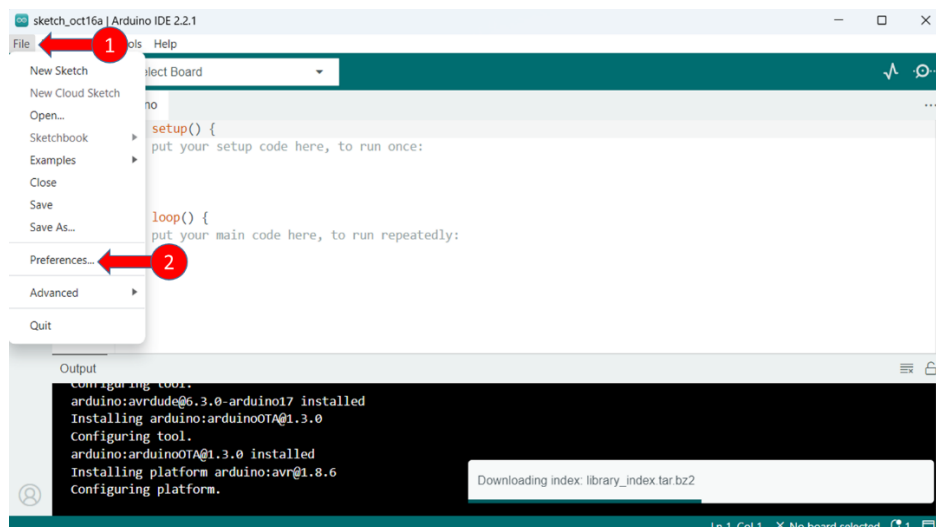 sketch_oct16a | Arduino IDE 2.2.1
File 1 ols Help
New Sketch
elect Board
New Cloud Sketch
no
Open...
setup() {
Sketchbook
put your setup code here, to run once:
Examples
Close
Save
loop() {
Save As...
put your main code here, to run repeatedly:
Preferences... 2
Advanced
Quit
Output
Configuring tool.
arduino:avrdude@6.3.0-arduino17 installed
Installing arduino:arduinoOTA@1.3.0
Configuring tool.
arduino:arduinoOTA@1.3.0 installed
Installing platform arduino:avr@1.8.6
Configuring platform.
Downloading index: library_index.tar.bz2
Ln 1, Col 1 X No board selected 1